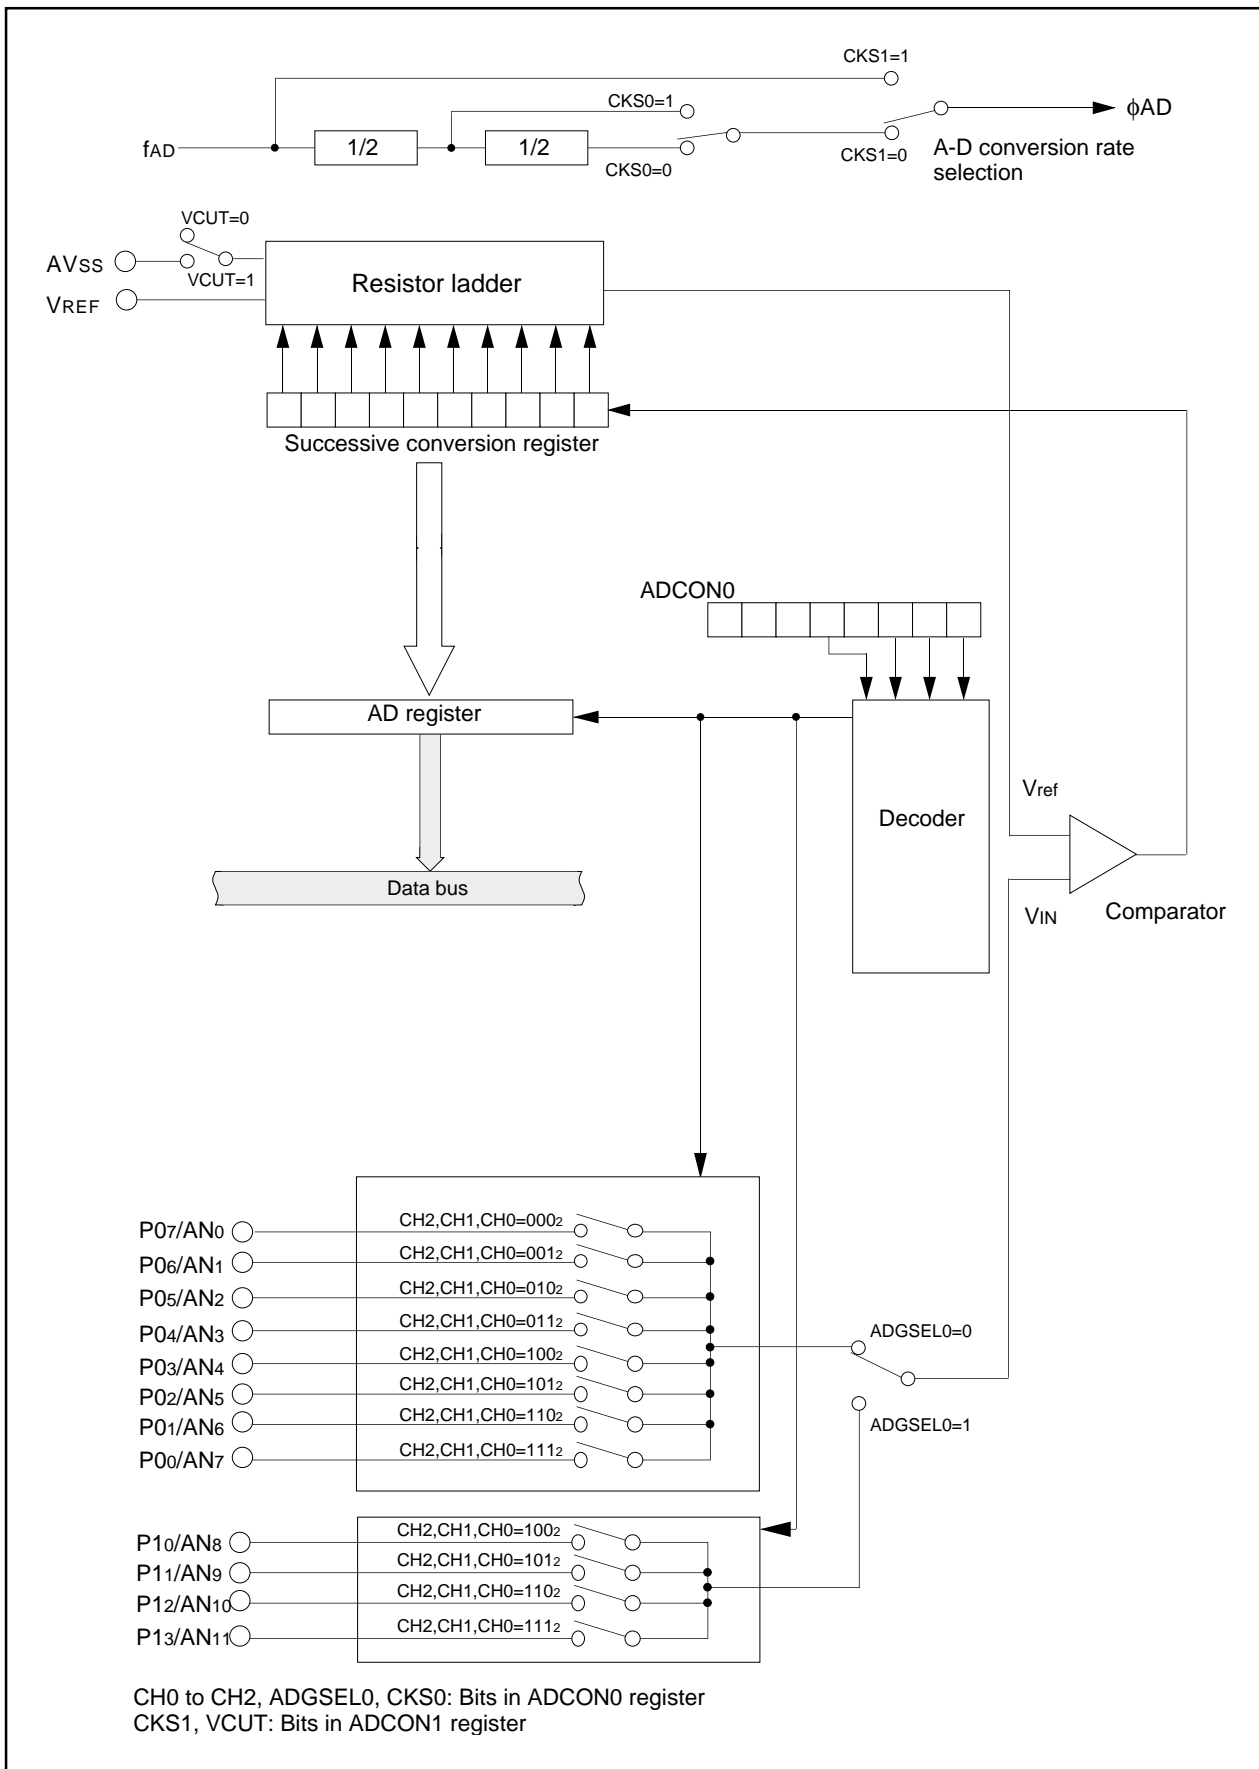 CKS1=1
CKS0=1
ϕAD
fAD
1/2
1/2
CKS0=0
CKS1=0
A-D conversion rate
selection
VCUT=0
AVSS
VCUT=1
VREF
Resistor ladder
Successive conversion register
ADCON0
AD register
Decoder
Vref
Data bus
VIN
Comparator
P07/AN0
CH2,CH1,CH0=0002
P06/AN1
CH2,CH1,CH0=0012
P05/AN2
CH2,CH1,CH0=0102
P04/AN3
CH2,CH1,CH0=0112
ADGSEL0=0
P03/AN4
CH2,CH1,CH0=1002
P02/AN5
CH2,CH1,CH0=1012
P01/AN6
CH2,CH1,CH0=1102
ADGSEL0=1
P00/AN7
CH2,CH1,CH0=1112
P10/AN8
CH2,CH1,CH0=1002
P11/AN9
CH2,CH1,CH0=1012
P12/AN10
CH2,CH1,CH0=1102
P13/AN11
CH2,CH1,CH0=1112
CH0 to CH2, ADGSEL0, CKS0: Bits in ADCON0 register
CKS1, VCUT: Bits in ADCON1 register